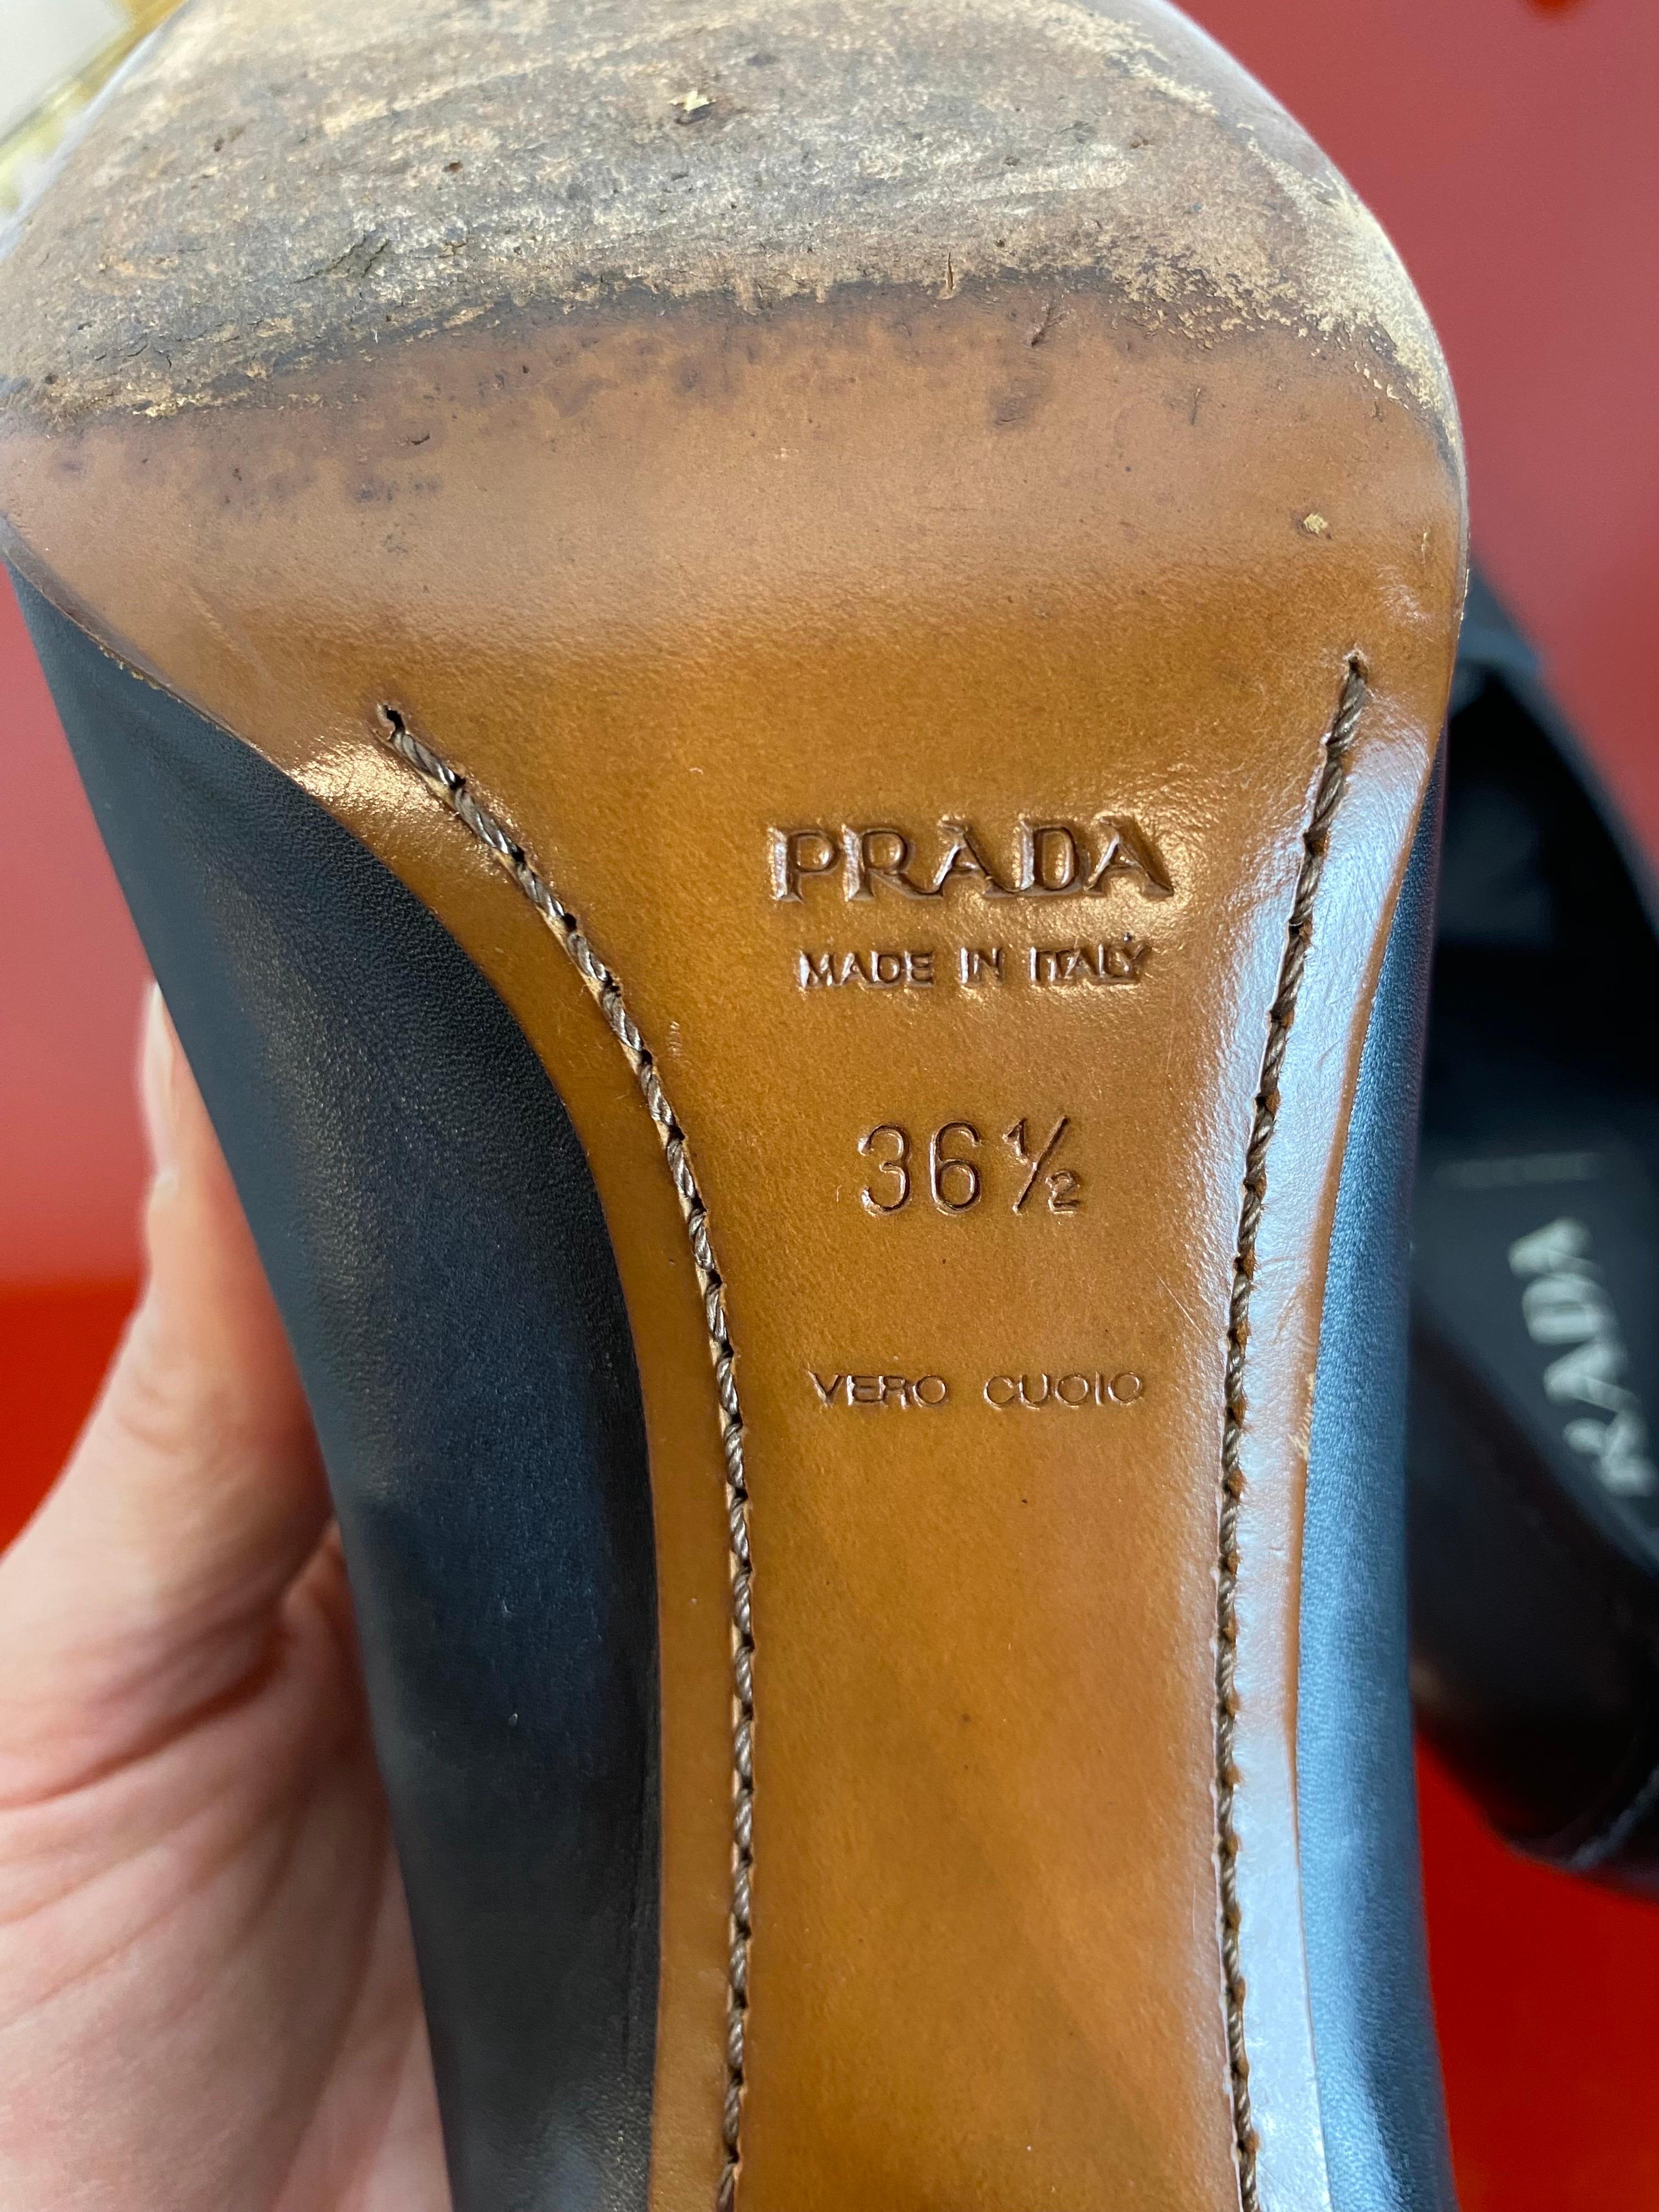 PRADA
MADE IN ITALY
36½
VERO CUOIO
PRADA